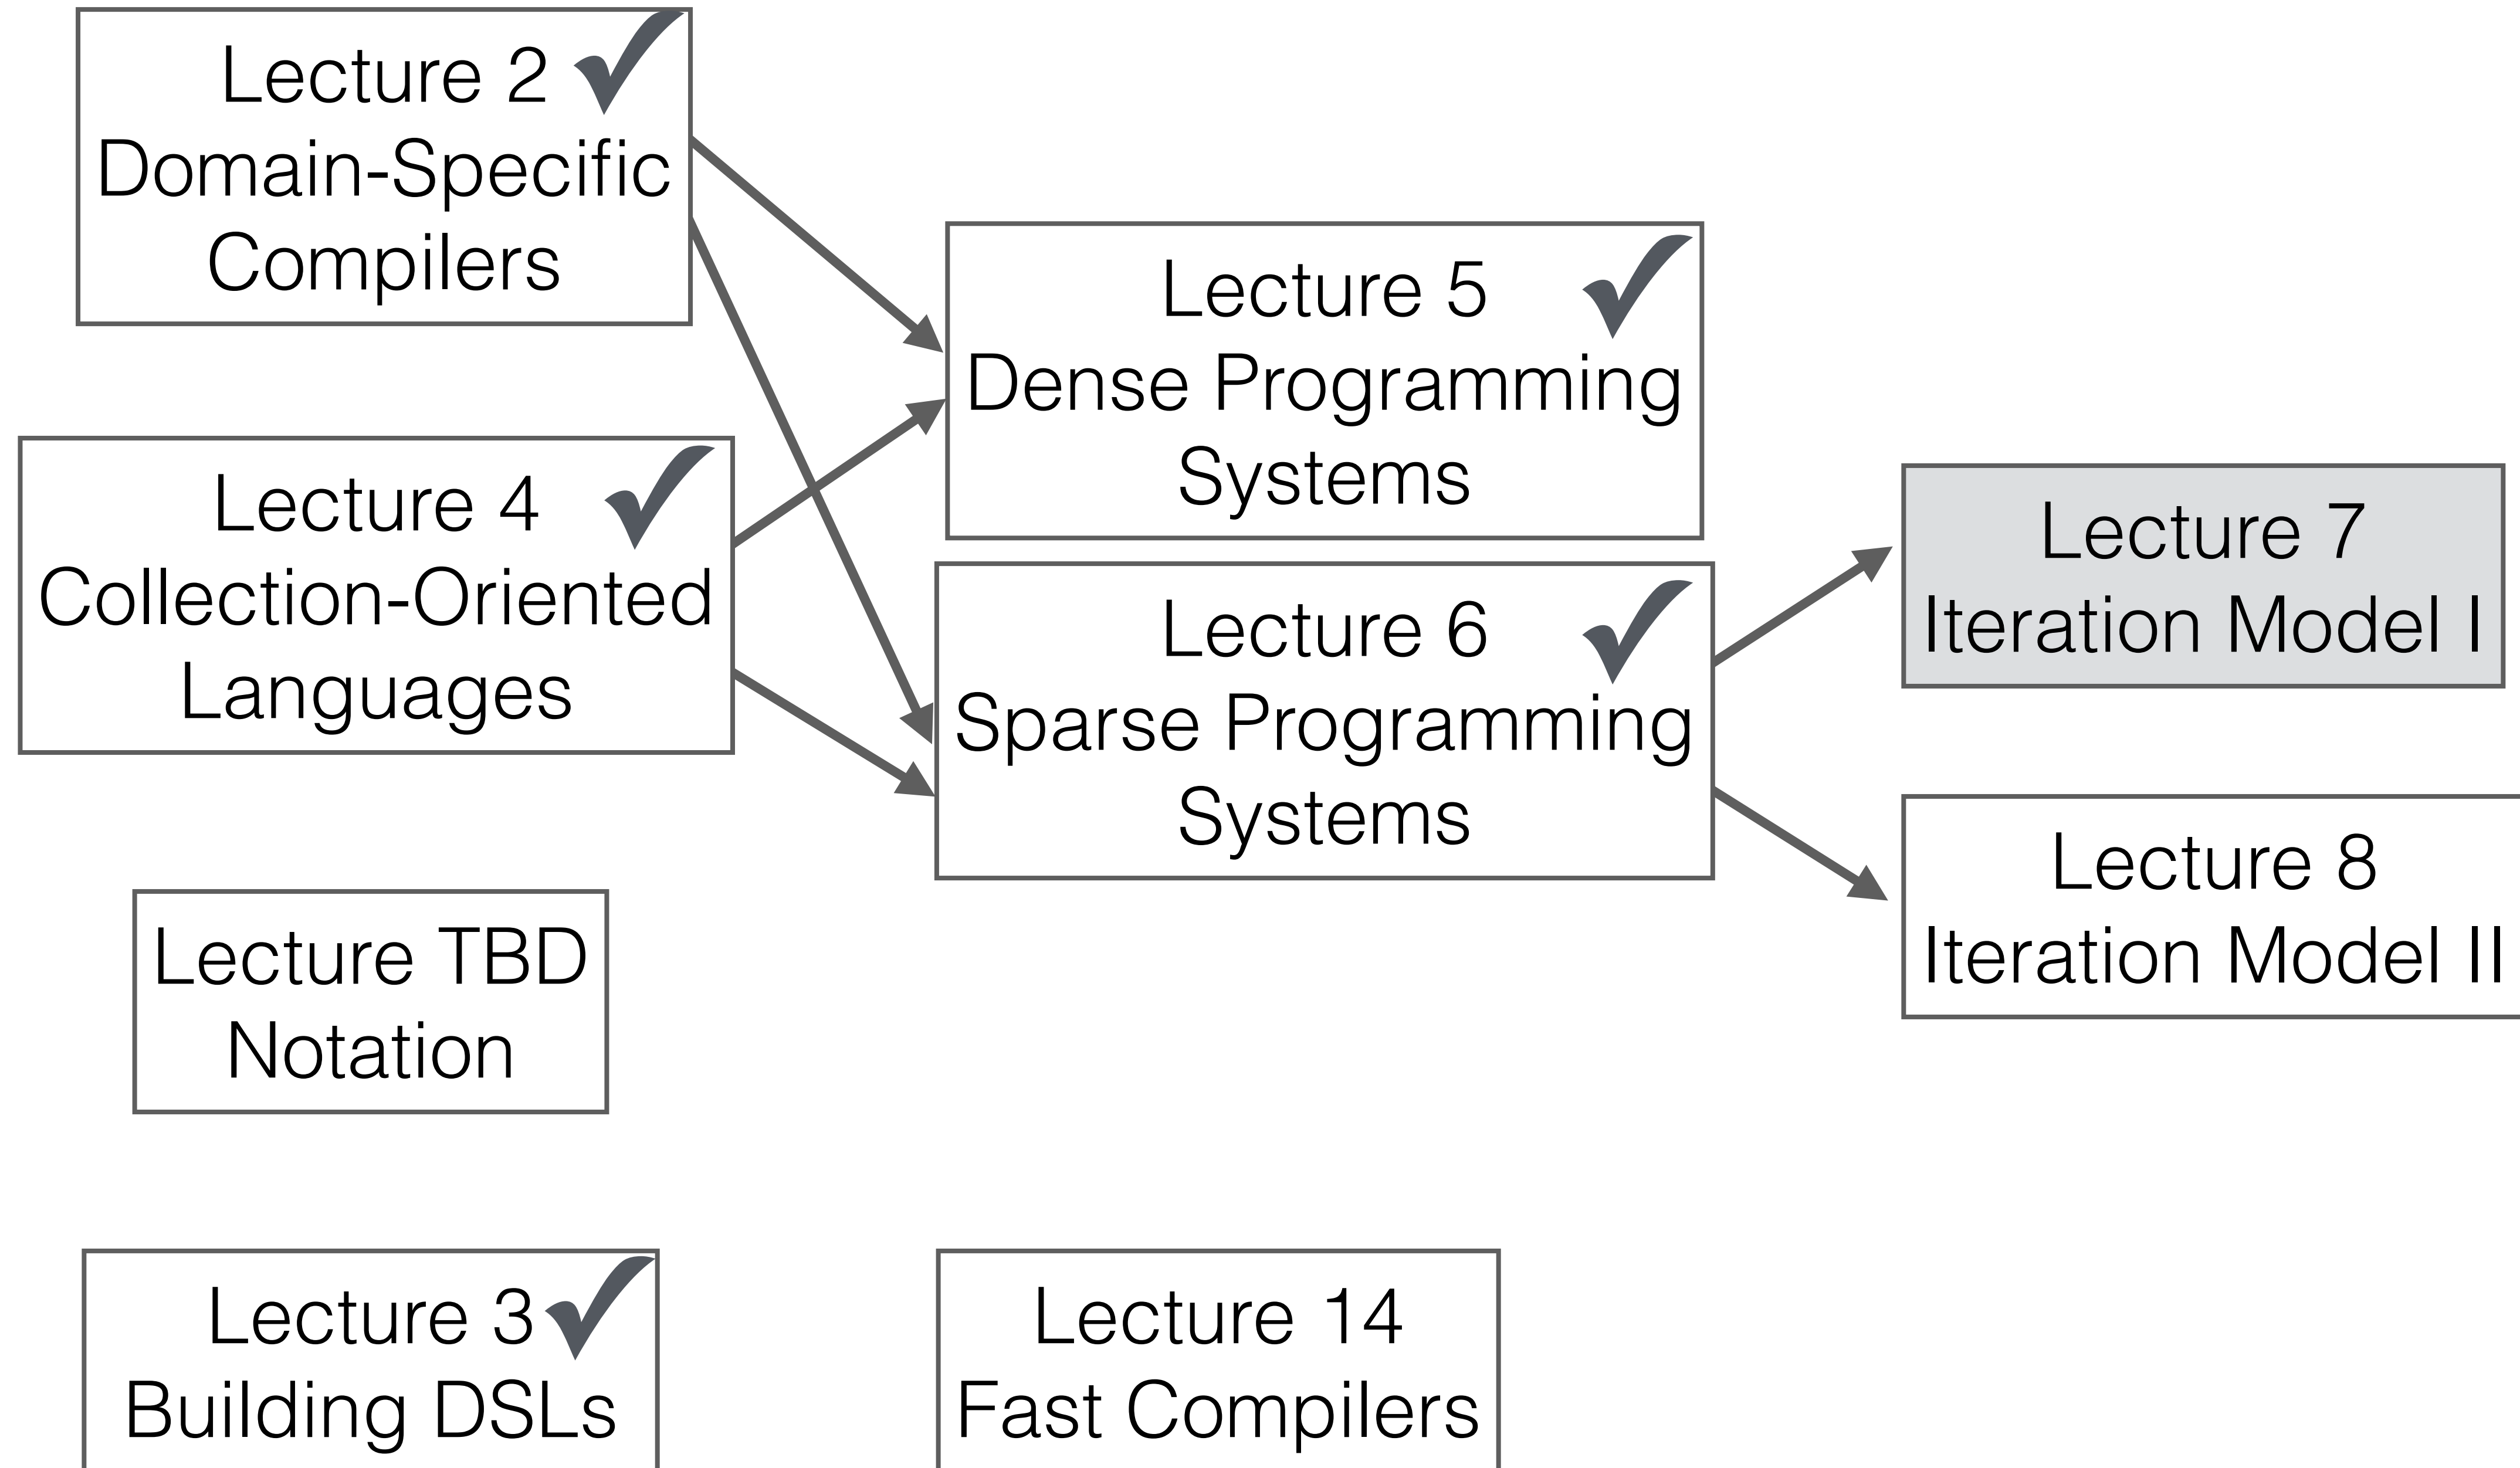 Lecture 2
Domain-Specific
Compilers
Lecture 4
Collection-Oriented
Languages
Lecture TBD
Notation
Lecture 3
Building DSLs
Lecture 5
Dense Programming
Systems
Lecture 6
Sparse Programming
Systems
Lecture 14
Fast Compilers
Lecture 7
Iteration Model I
Lecture 8
Iteration Model II